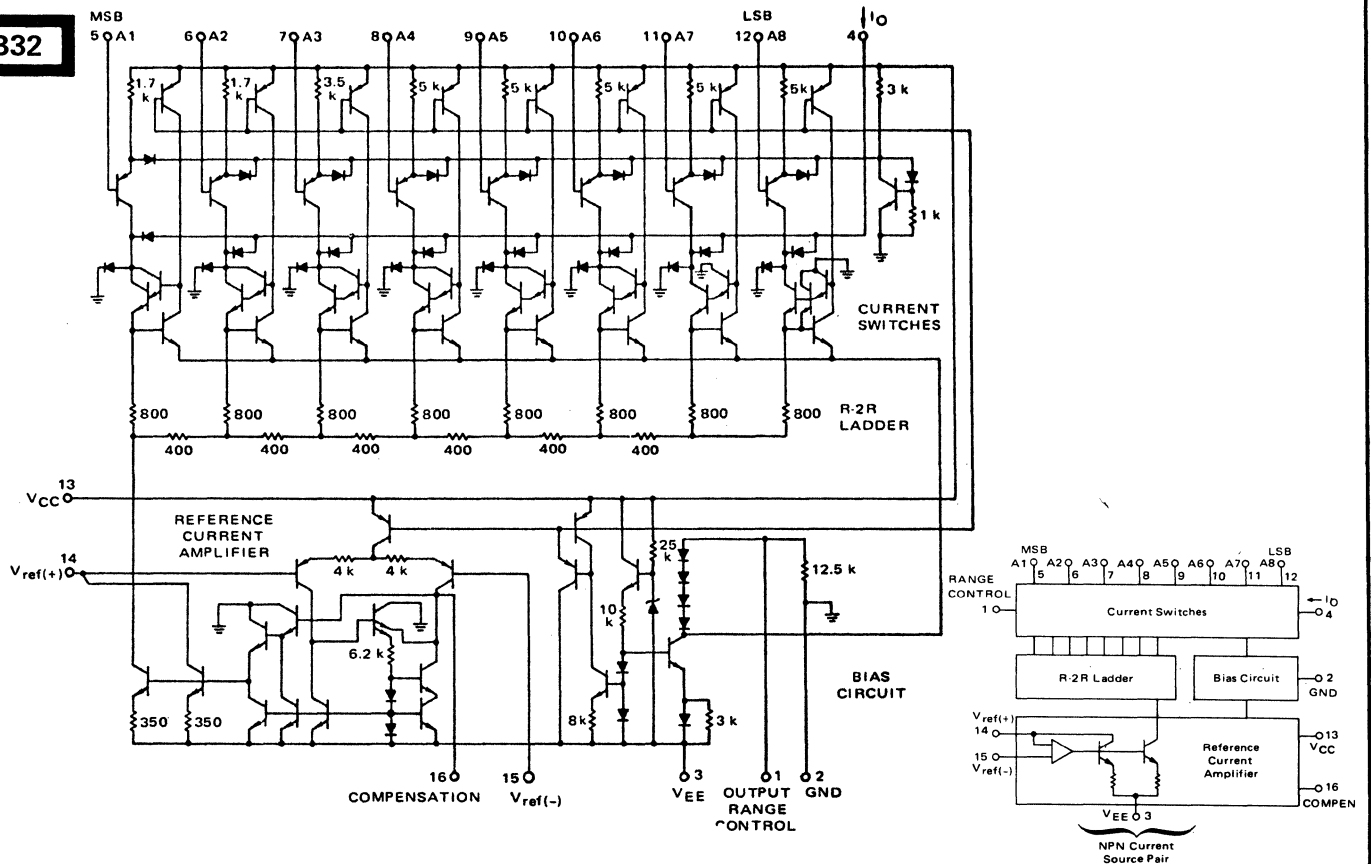 332
MSB
LSB
IO
5 A1
6 A2
7 A3
8 A4
9 A5
10 A6
11 A7
12 A8
4
1.7 k
1.7 k
3.5 k
5 k
5 k
5 k
5 k
5k
3 k
1 k
CURRENT
SWITCHES
800
800
800
800
800
800
800
800
R-2R
LADDER
400
400
400
400
400
400
13
VCC
REFERENCE
CURRENT
AMPLIFIER
14
Vref(+)
4 k
4 k
25 k
12.5 k
10 k
6.2 k
BIAS
CIRCUIT
350
350
8k
3 k
16
COMPENSATION
15
Vref(-)
3
VEE
1
OUTPUT
RANGE
CONTROL
2
GND
MSB
LSB
A1
A2
A3
A4
A5
A6
A7
A8
5
6
7
8
9
10
11
12
RANGE
CONTROL
1
Current Switches
IO
4
R-2R Ladder
Bias Circuit
2
GND
Vref(+)
14
15
Vref(-)
Reference
Current
Amplifier
13
VCC
16
COMPEN
VEE 3
NPN Current
Source Pair